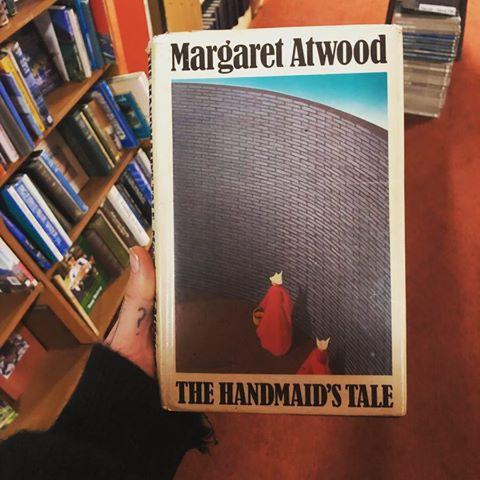 Margaret Atwood
THE HANDMAID'S TALE